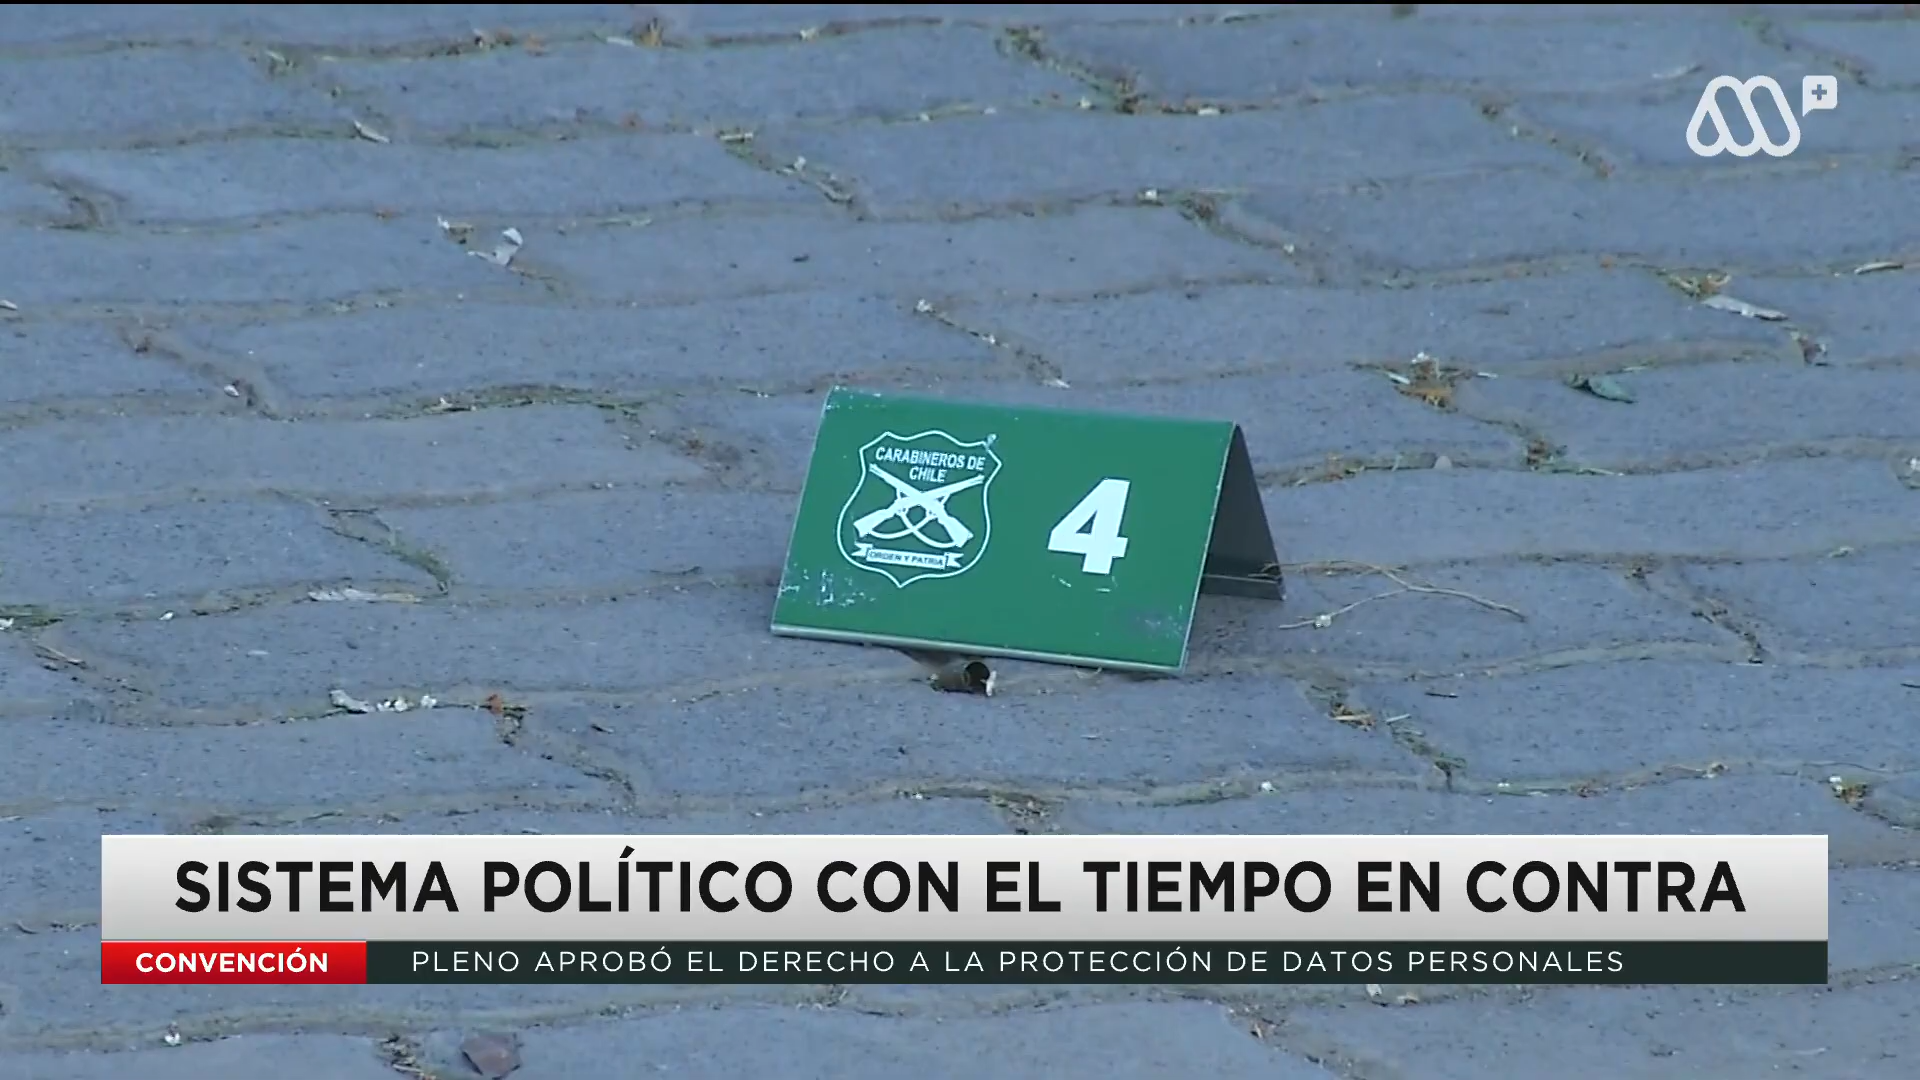 CARABINEROS DE
CHILE
ORDEN Y PATRIA
4
SISTEMA POLÍTICO CON EL TIEMPO EN CONTRA
CONVENCIÓN
PLENO APROBÓ EL DERECHO A LA PROTECCIÓN DE DATOS PERSONALES